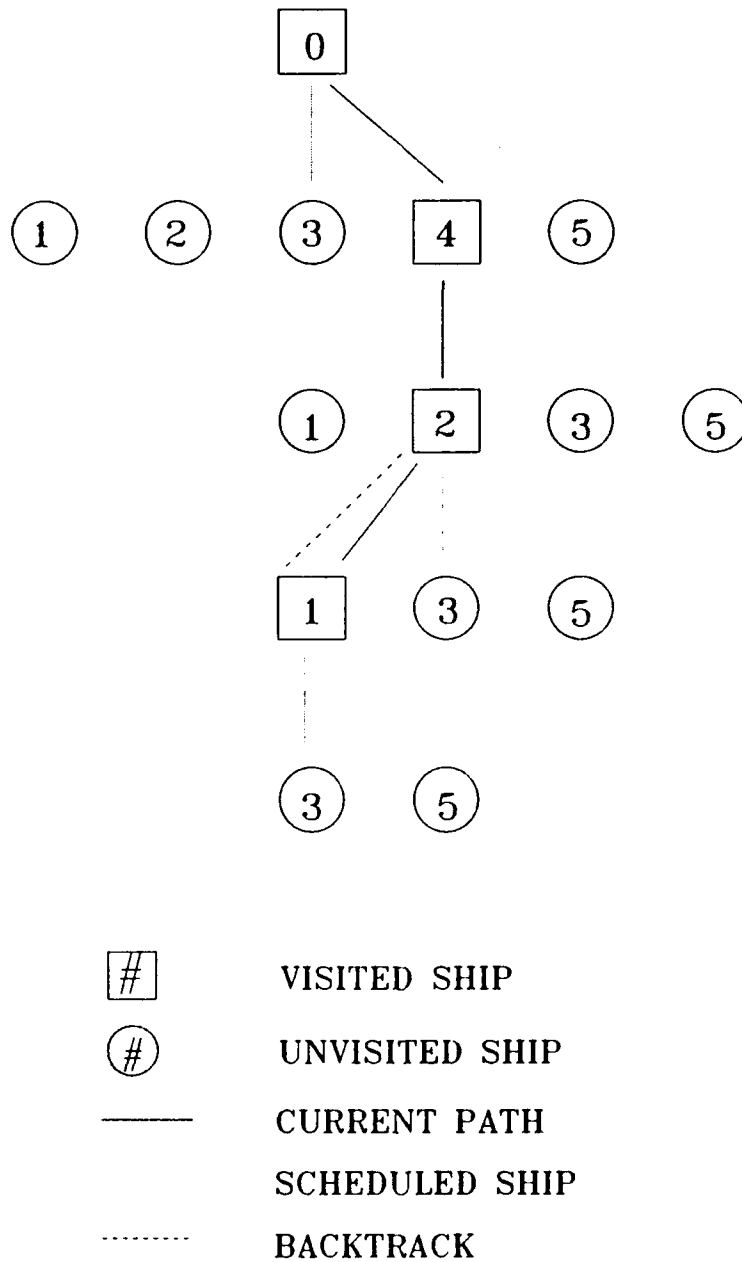 0
1 2 3 4 5
1 2 3 5
1 3 5
3 5
# VISITED SHIP
# UNVISITED SHIP
CURRENT PATH
SCHEDULED SHIP
BACKTRACK